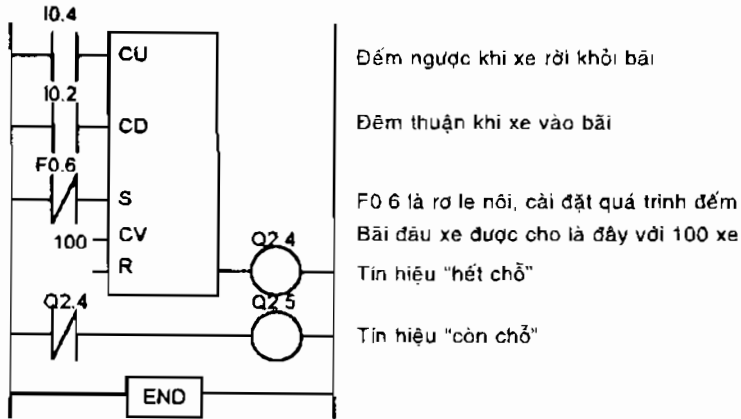 I0.4
CU Đếm ngược khi xe rời khỏi bãi
I0.2
CD Đêm thuận khi xe vào bãi
F0.6
S F0 6 là rơ le nôi, cài đặt quá trình đếm
100 CV Q2 4 Bãi đâu xe được cho là đây với 100 xe
R Tín hiệu "hết chỗ"
Q2.4 Q2 5
Tín hiệu "còn chỗ"
END